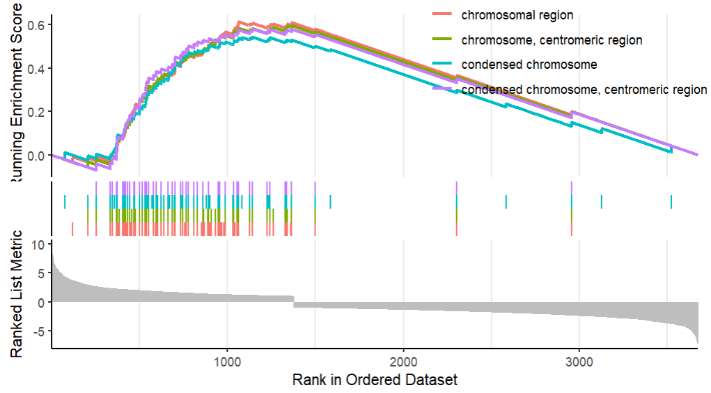 chromosomal region
chromosome, centromeric region
condensed chromosome
condensed chromosome, centromeric region
Running Enrichment Score
0.6
0.4
0.2
0.0
Ranked List Metric
10
5
0
-5
1000
2000
3000
Rank in Ordered Dataset